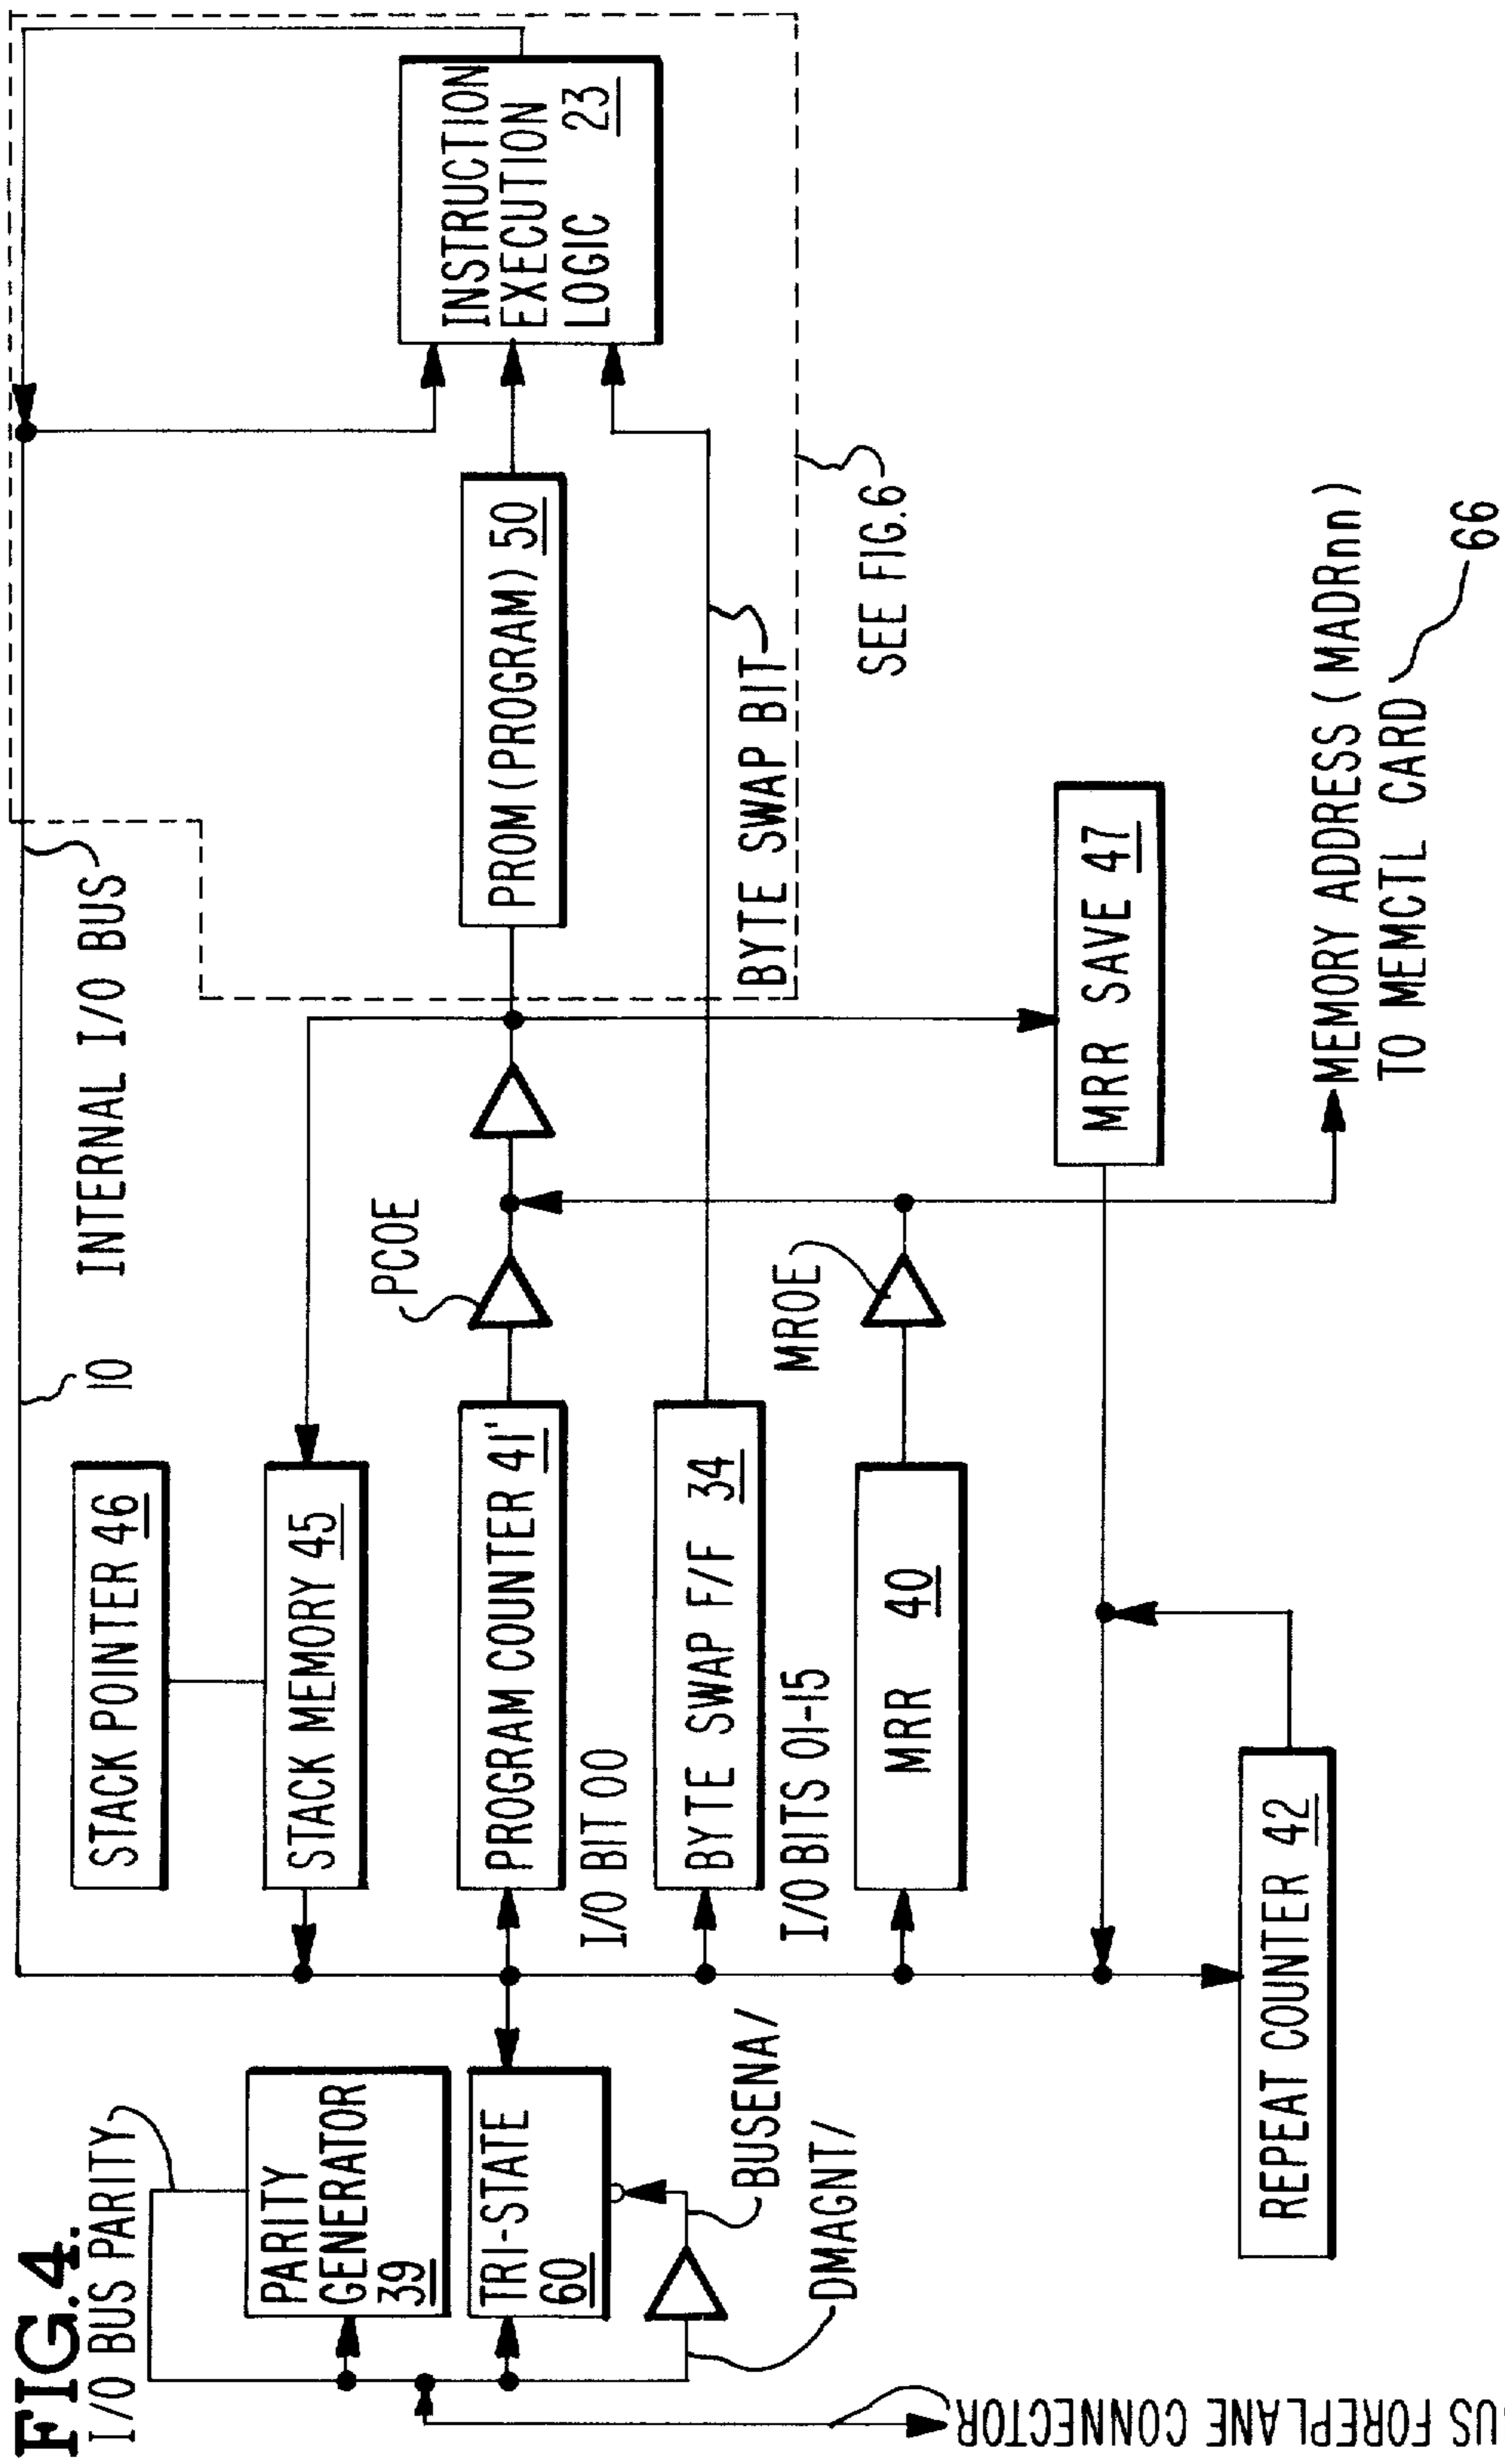 FIG.4.
I/O BUS PARITY
PARITY
GENERATOR
39
TRI-STATE
60
BUSENA/
DMAGNT/
US FOREPLANE CONNECTOR
10 INTERNAL I/O BUS
STACK POINTER 46
STACK MEMORY 45
PROGRAM COUNTER 41'
I/O BIT 00
BYTE SWAP F/F 34
I/O BITS 01-15
MRR 40
REPEAT COUNTER 42
PCOE
MROE
MRR SAVE 47
MEMORY ADDRESS (MADRnn)
TO MEMCTL CARD 66
PROM (PROGRAM) 50
BYTE SWAP BIT
SEE FIG.6
INSTRUCTION
EXECUTION
LOGIC 23